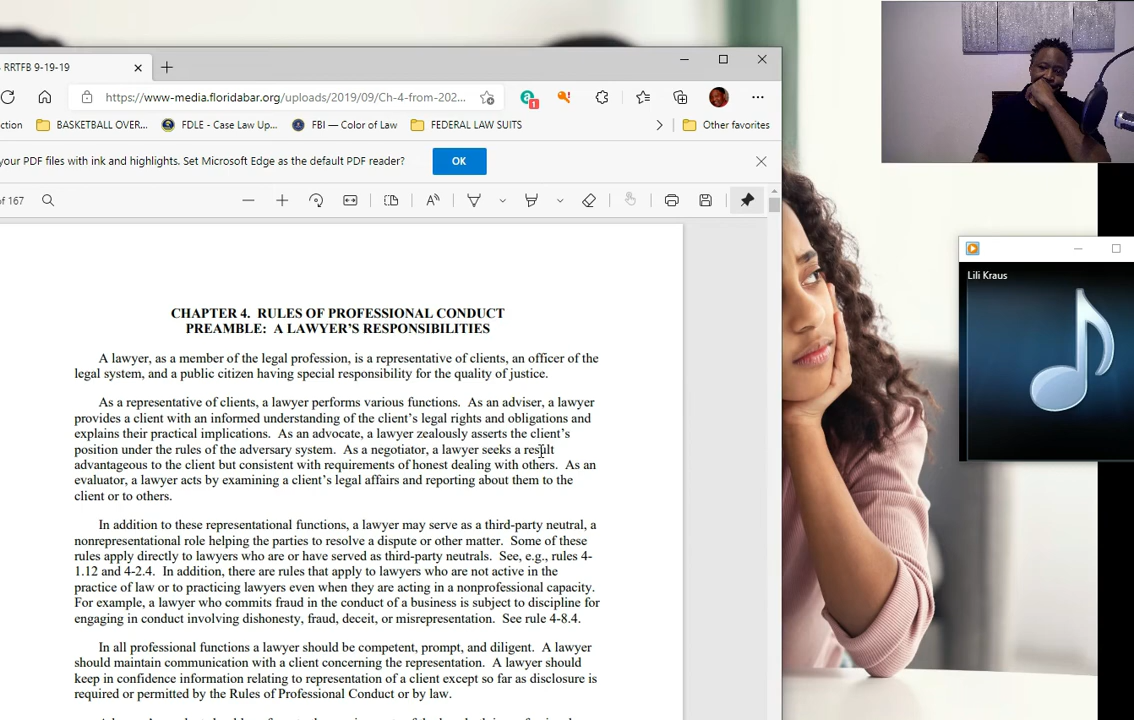 RRTFB 9-19-19
https://www-media.floridabar.org/uploads/2019/09/Ch-4-from-202...
1
ction
BASKETBALL OVER...
FDLE - Case Law Up...
FBI — Color of Law
FEDERAL LAW SUITS
Other favorites
your PDF files with ink and highlights. Set Microsoft Edge as the default PDF reader?
OK
of 167
CHAPTER 4. RULES OF PROFESSIONAL CONDUCT
PREAMBLE: A LAWYER'S RESPONSIBILITIES
A lawyer, as a member of the legal profession, is a representative of clients, an officer of the
legal system, and a public citizen having special responsibility for the quality of justice.
As a representative of clients, a lawyer performs various functions. As an adviser, a lawyer
provides a client with an informed understanding of the client's legal rights and obligations and
explains their practical implications. As an advocate, a lawyer zealously asserts the client's
position under the rules of the adversary system. As a negotiator, a lawyer seeks a result
advantageous to the client but consistent with requirements of honest dealing with others. As an
evaluator, a lawyer acts by examining a client's legal affairs and reporting about them to the
client or to others.
In addition to these representational functions, a lawyer may serve as a third-party neutral, a
nonrepresentational role helping the parties to resolve a dispute or other matter. Some of these
rules apply directly to lawyers who are or have served as third-party neutrals. See, e.g., rules 4-
1.12 and 4-2.4. In addition, there are rules that apply to lawyers who are not active in the
practice of law or to practicing lawyers even when they are acting in a nonprofessional capacity.
For example, a lawyer who commits fraud in the conduct of a business is subject to discipline for
engaging in conduct involving dishonesty, fraud, deceit, or misrepresentation. See rule 4-8.4.
In all professional functions a lawyer should be competent, prompt, and diligent. A lawyer
should maintain communication with a client concerning the representation. A lawyer should
keep in confidence information relating to representation of a client except so far as disclosure is
required or permitted by the Rules of Professional Conduct or by law.
Lili Kraus